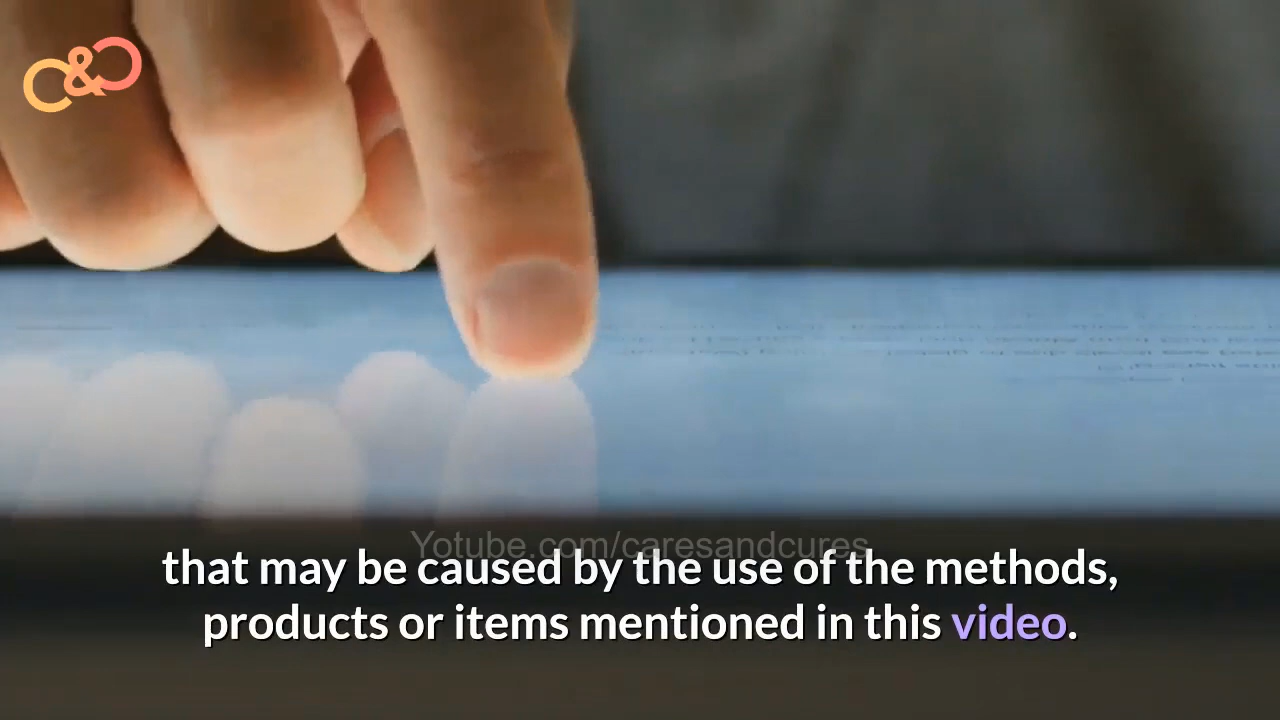 C&C
Yotube.com/caresandcures
that may be caused by the use of the methods,
products or items mentioned in this video.